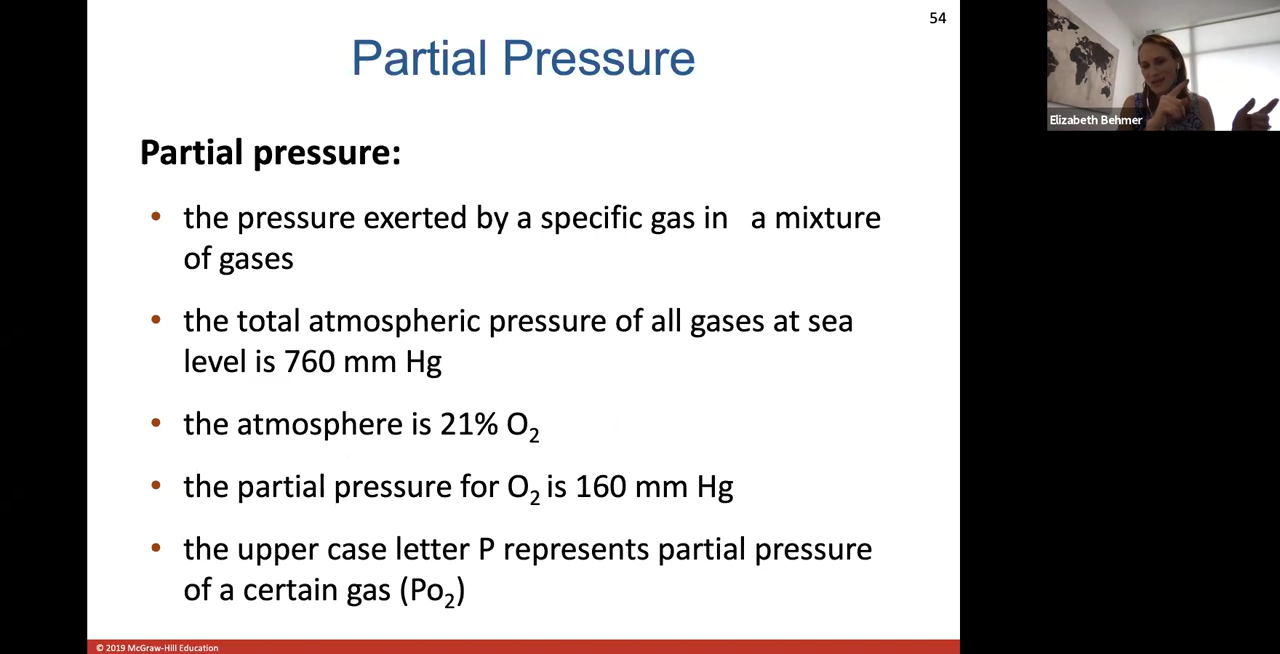 54
Partial Pressure
Elizabeth Behmer
Partial pressure:
• the pressure exerted by a specific gas in a mixture
of gases
• the total atmospheric pressure of all gases at sea
level is 760 mm Hg
• the atmosphere is 21% O₂
• the partial pressure for O₂ is 160 mm Hg
• the upper case letter P represents partial pressure
of a certain gas (Po₂)
© 2019 McGraw-Hill Education